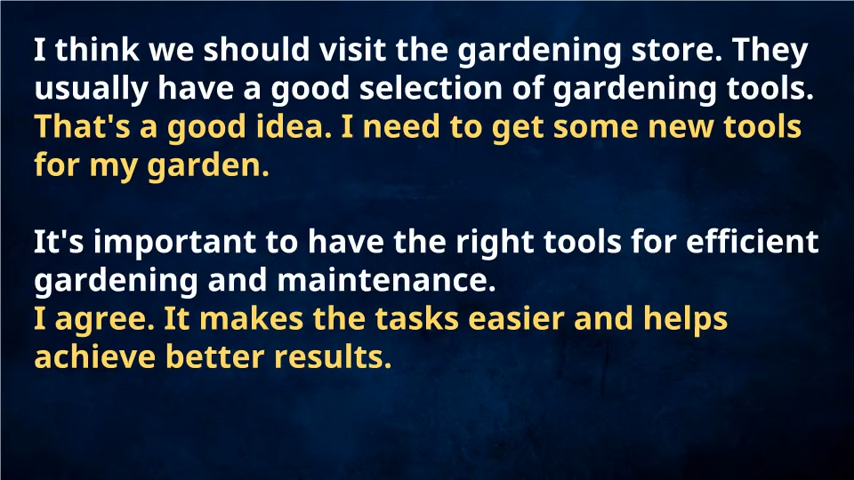 I think we should visit the gardening store. They
usually have a good selection of gardening tools.
That's a good idea. I need to get some new tools
for my garden.
It's important to have the right tools for efficient
gardening and maintenance.
I agree. It makes the tasks easier and helps
achieve better results.